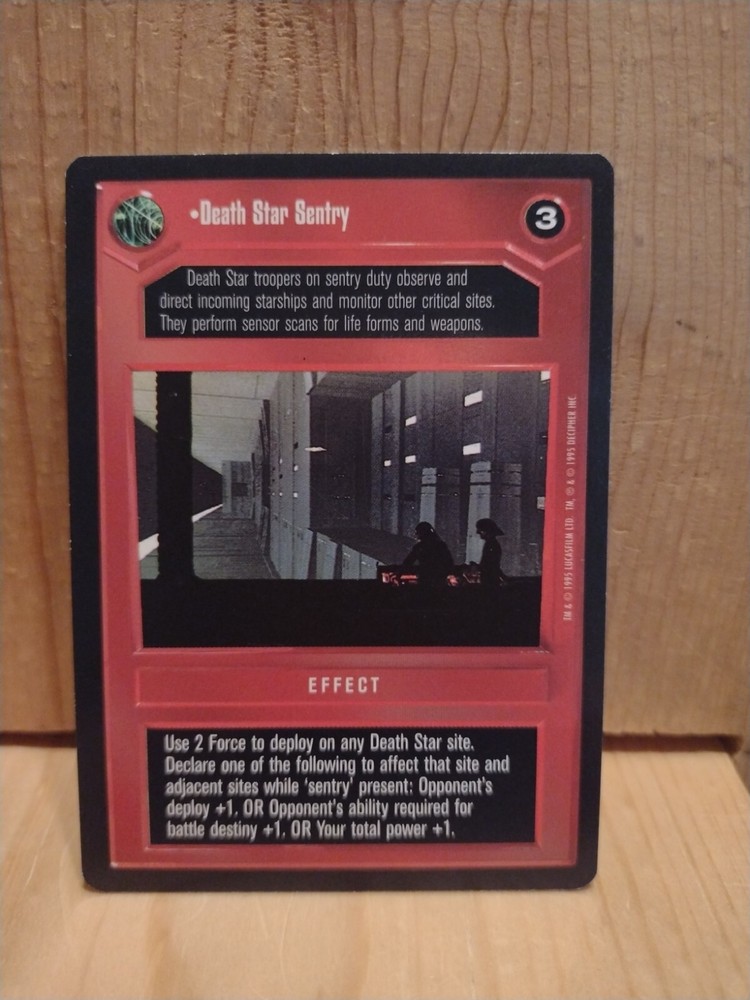 •Death Star Sentry
3
Death Star troopers on sentry duty observe and
direct incoming starships and monitor other critical sites.
They perform sensor scans for life forms and weapons.
TM & © 1995 LUCASFILM LTD. TM, ® & © 1995 DECIPHER INC.
EFFECT
Use 2 Force to deploy on any Death Star site.
Declare one of the following to affect that site and
adjacent sites while 'sentry' present: Opponent's
deploy +1, OR Opponent's ability required for
battle destiny +1, OR Your total power +1.